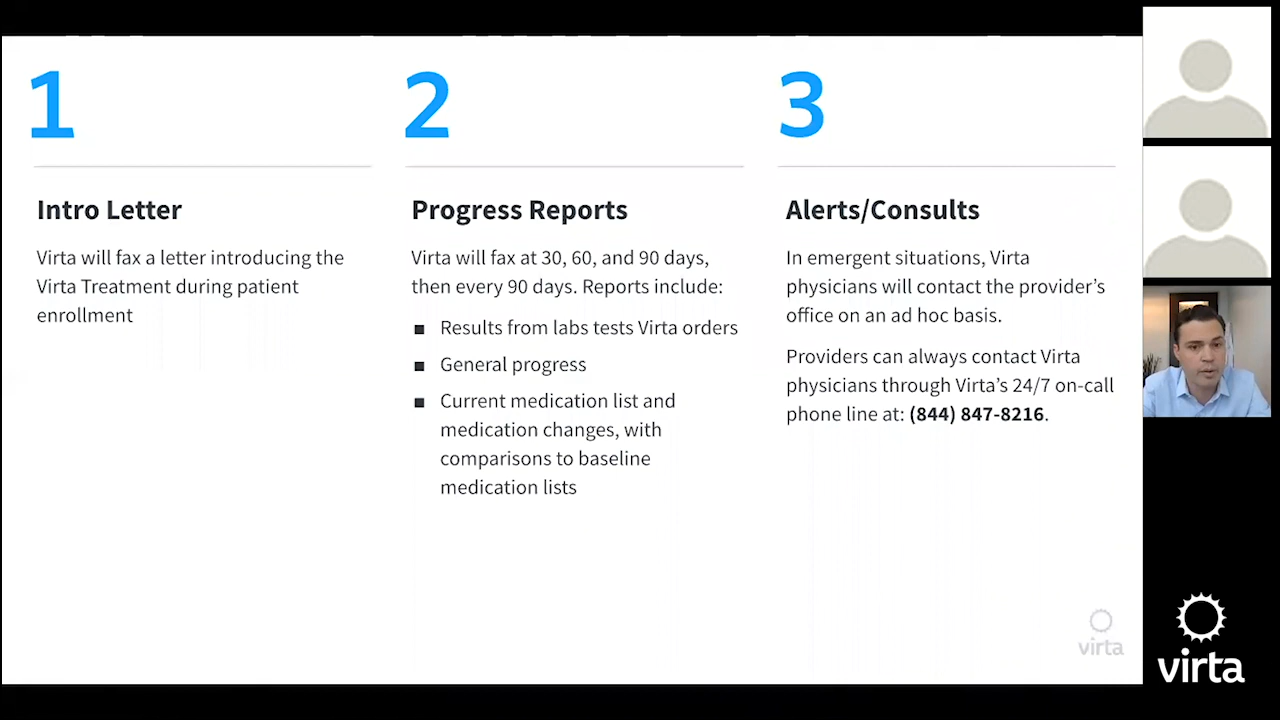 1
Intro Letter
Virta will fax a letter introducing the
Virta Treatment during patient
enrollment
2
Progress Reports
Virta will fax at 30, 60, and 90 days,
then every 90 days. Reports include:
■ Results from labs tests Virta orders
■ General progress
■ Current medication list and
medication changes, with
comparisons to baseline
medication lists
3
Alerts/Consults
In emergent situations, Virta
physicians will contact the provider's
office on an ad hoc basis.
Providers can always contact Virta
physicians through Virta's 24/7 on-call
phone line at: (844) 847-8216.
virta
virta